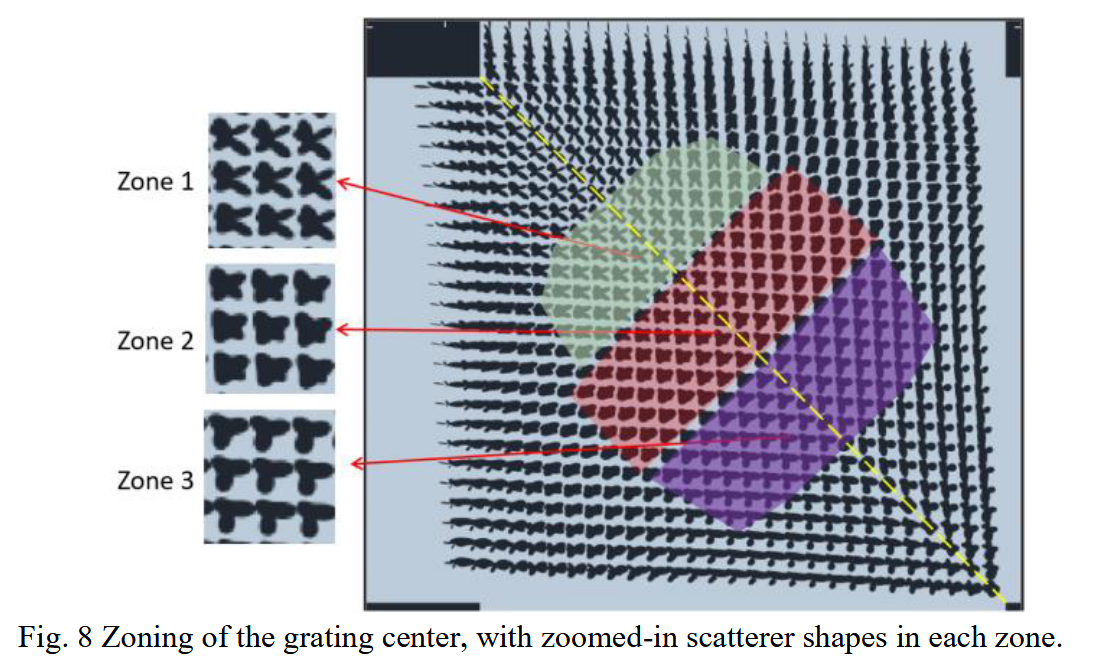 Zone 1
Zone 2
Zone 3
Fig. 8 Zoning of the grating center, with zoomed-in scatterer shapes in each zone.